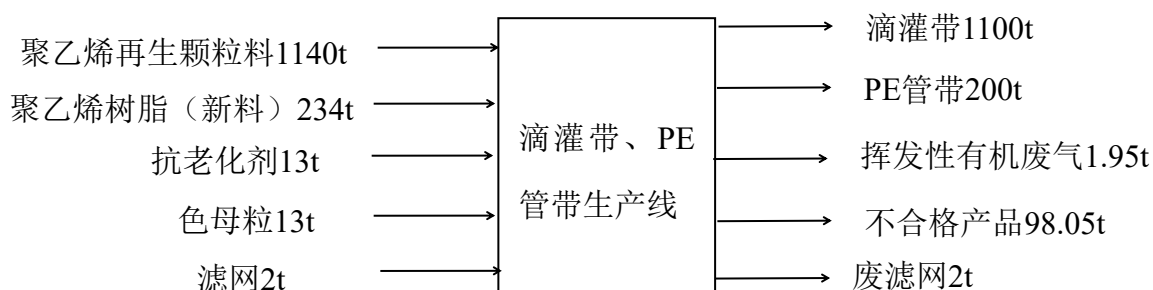 聚乙烯再生颗粒料1140t
聚乙烯树脂（新料）234t
抗老化剂13t
色母粒13t
滤网2t
滴灌带、PE
管带生产线
滴灌带1100t
PE管带200t
挥发性有机废气1.95t
不合格产品98.05t
废滤网2t